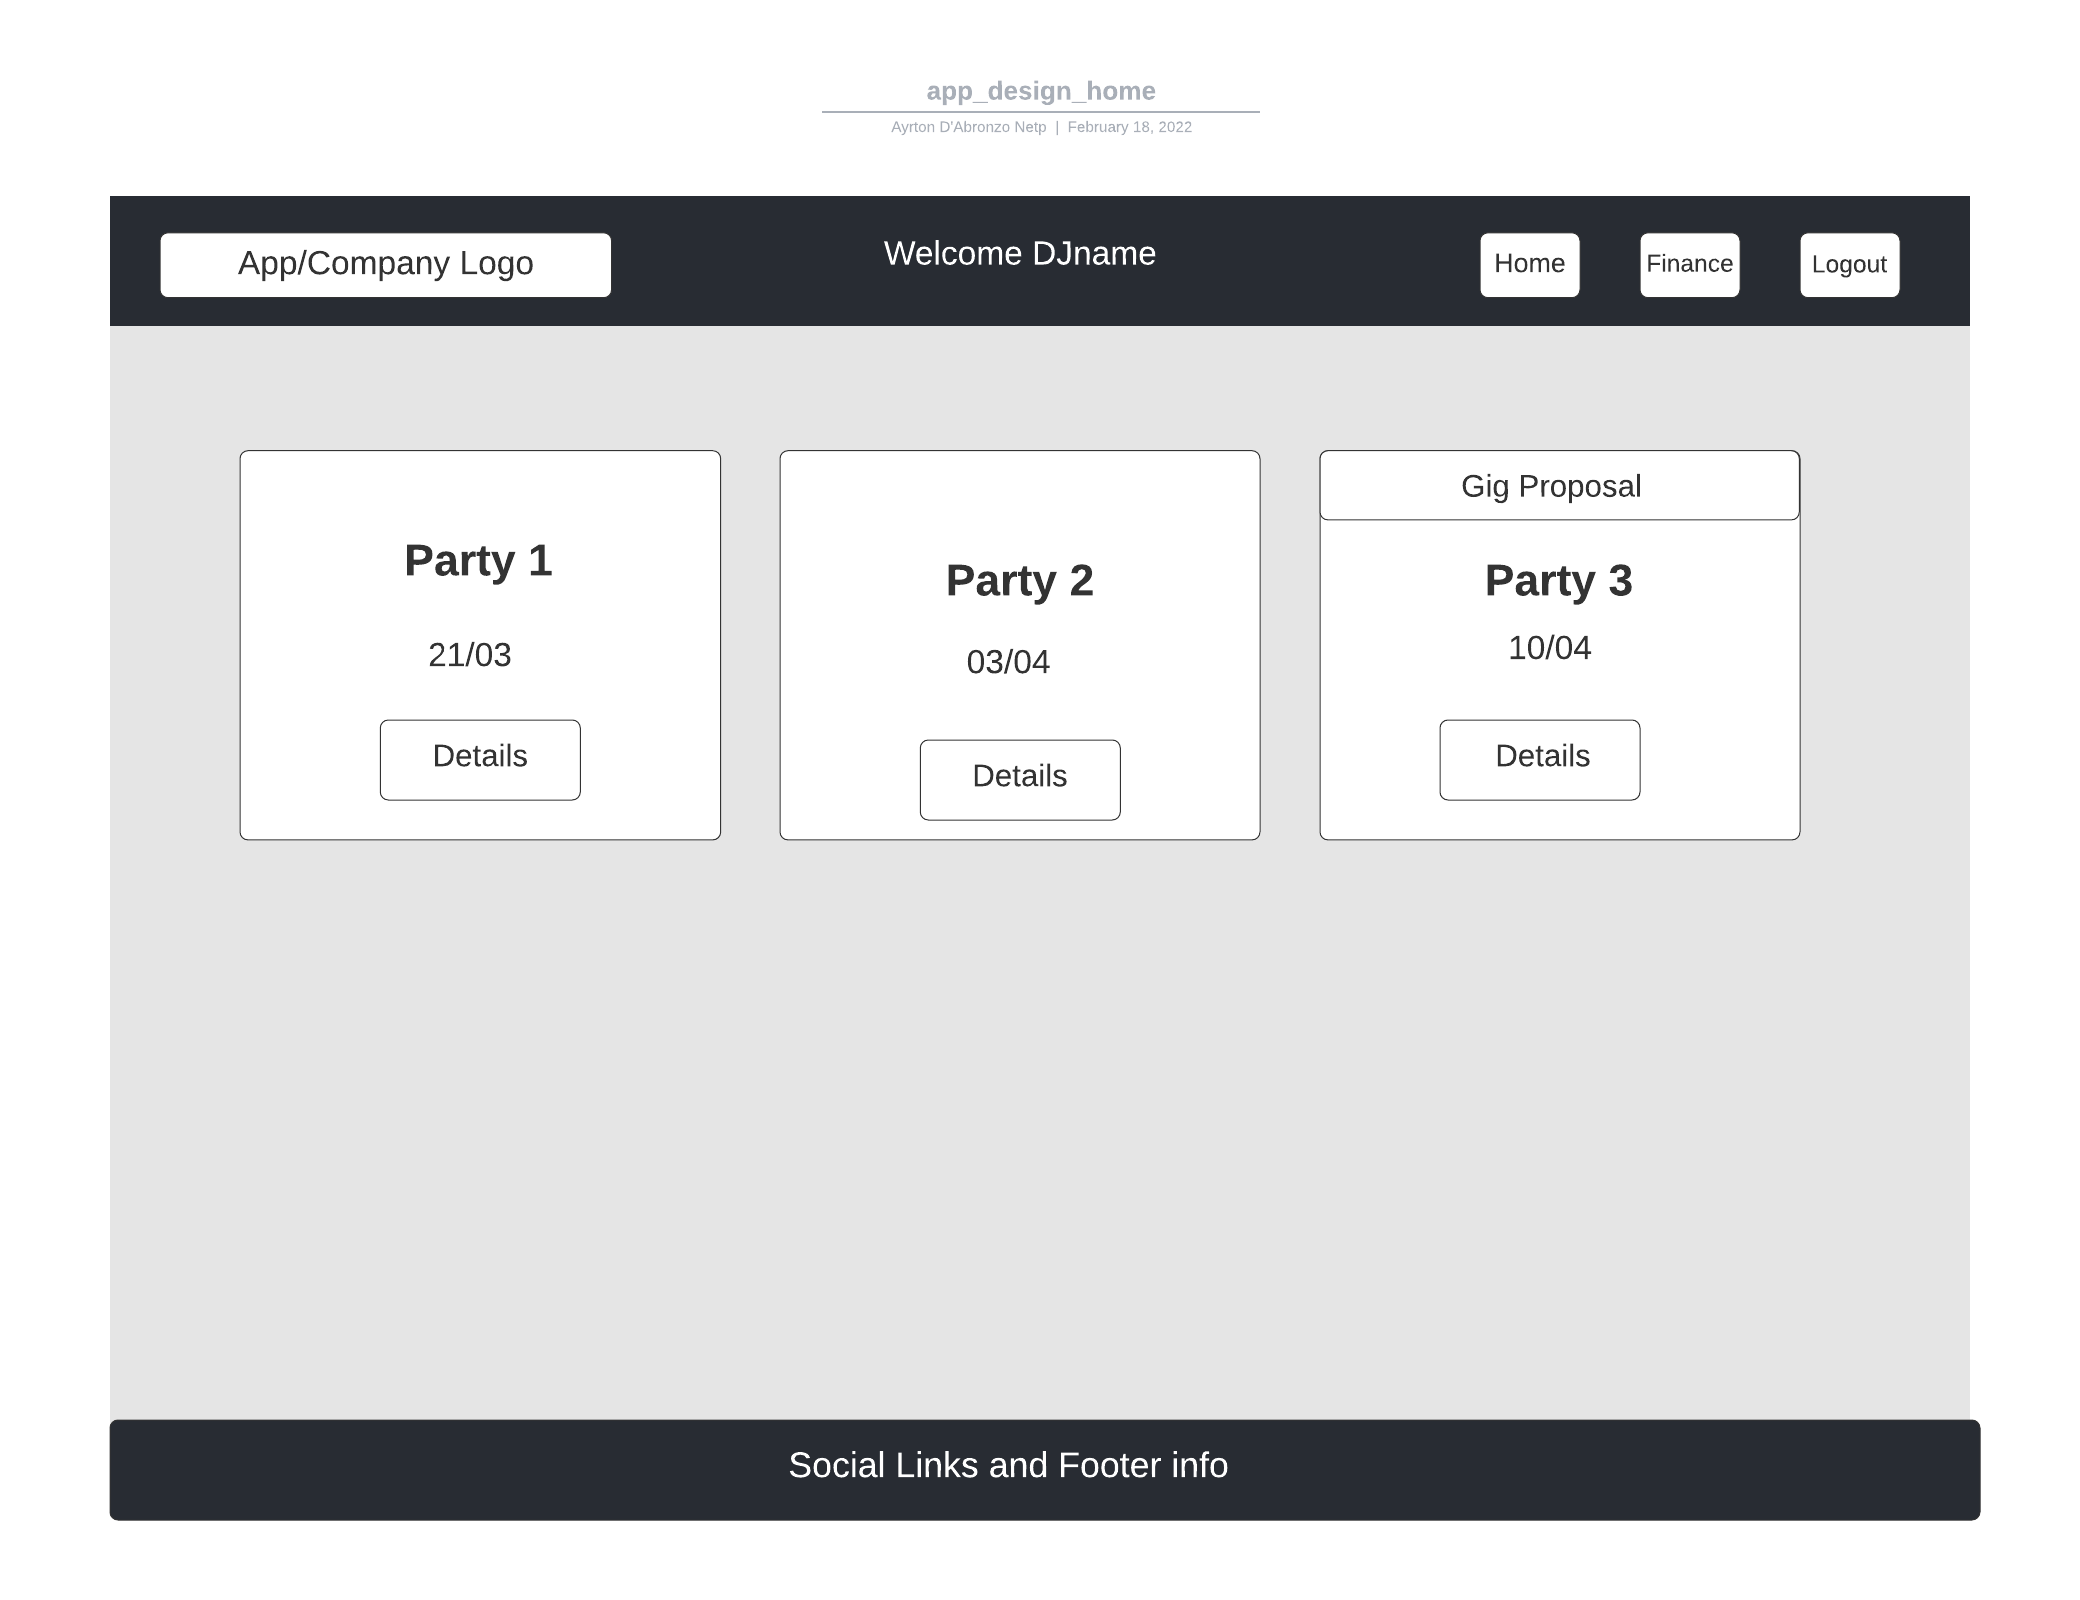 app_design_home
Ayrton D'Abronzo Netp | February 18, 2022
App/Company Logo
Welcome DJname
Home
Finance
Logout
Party 1
21/03
Details
Party 2
03/04
Details
Gig Proposal
Party 3
10/04
Details
Social Links and Footer info